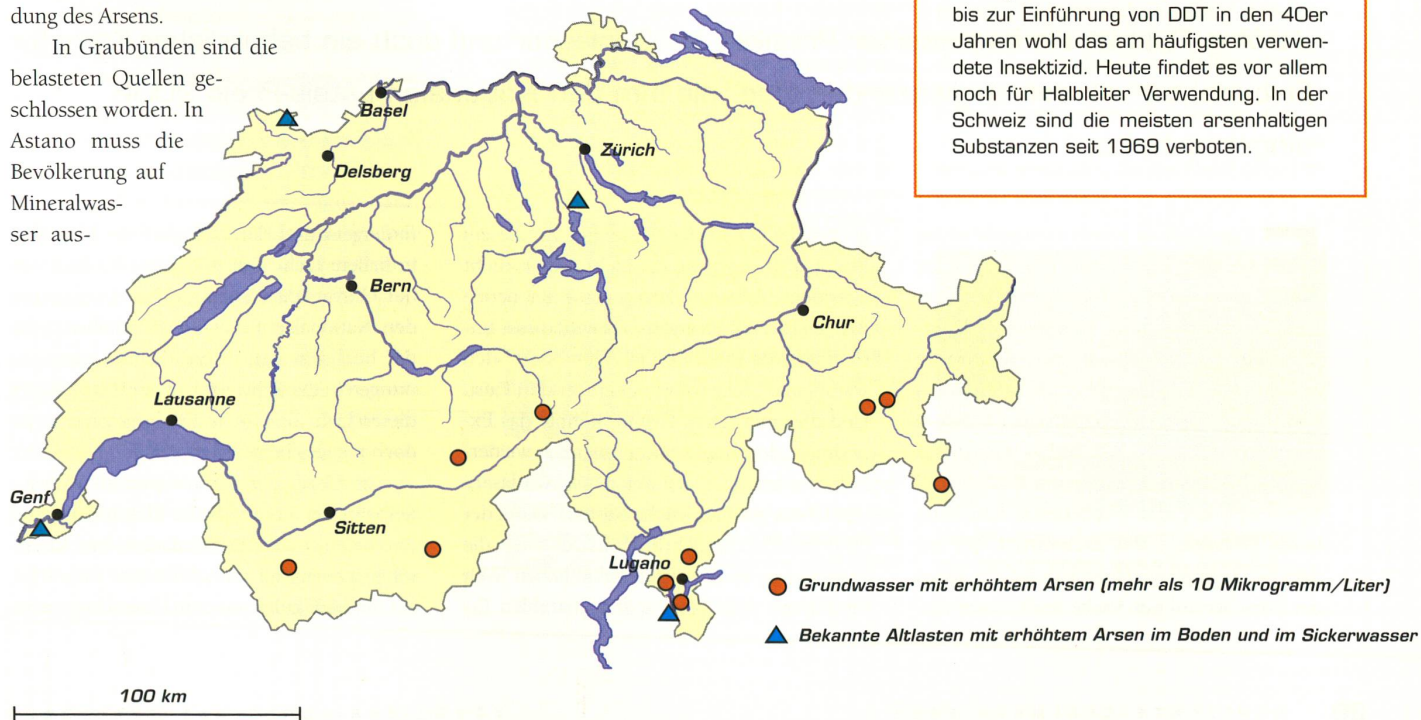 dung des Arsens.
In Graubünden sind die
belasteten Quellen ge-
schlossen worden. In
Astano muss die
Bevölkerung auf
Mineralwas-
ser aus-
bis zur Einführung von DDT in den 40er
Jahren wohl das am häufigsten verwen-
dete Insektizid. Heute findet es vor allem
noch für Halbleiter Verwendung. In der
Schweiz sind die meisten arsenhaltigen
Substanzen seit 1969 verboten.
Basel
Delsberg
Zürich
Bern
Chur
Lausanne
Genf
Sitten
Lugano
Grundwasser mit erhöhtem Arsen (mehr als 10 Mikrogramm/Liter)
Bekannte Altlasten mit erhöhtem Arsen im Boden und im Sickerwasser
100 km